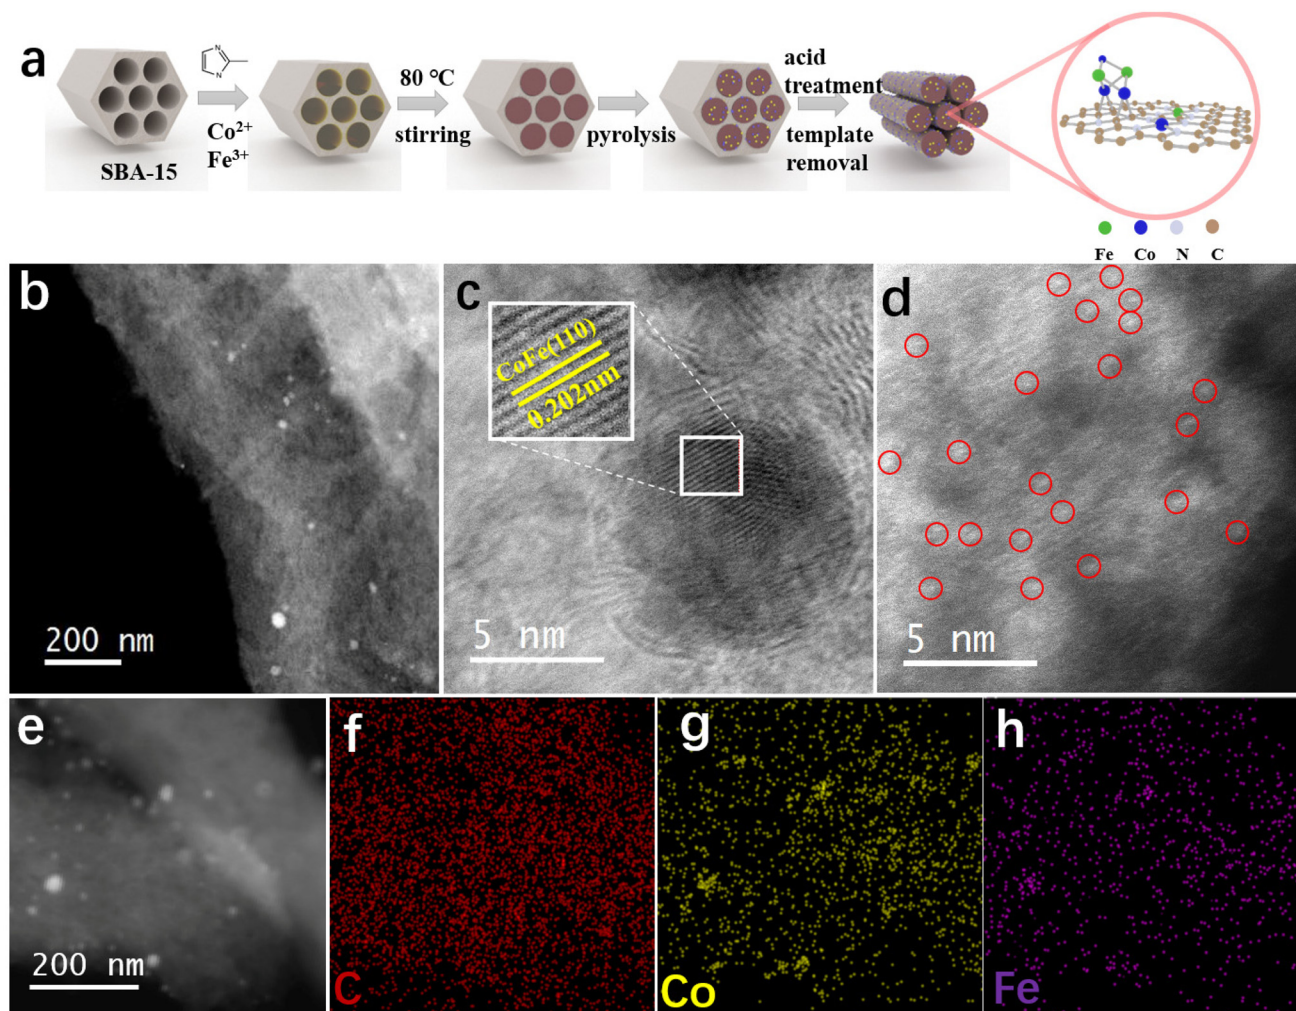 a
N
N
SBA-15
Co2+
Fe3+
80 °C
stirring
pyrolysis
acid
treatment
template
removal
Fe Co N C
b
200 nm
c
CoFe(110)
0.202nm
5 nm
d
5 nm
e
200 nm
f
C
g
Co
h
Fe